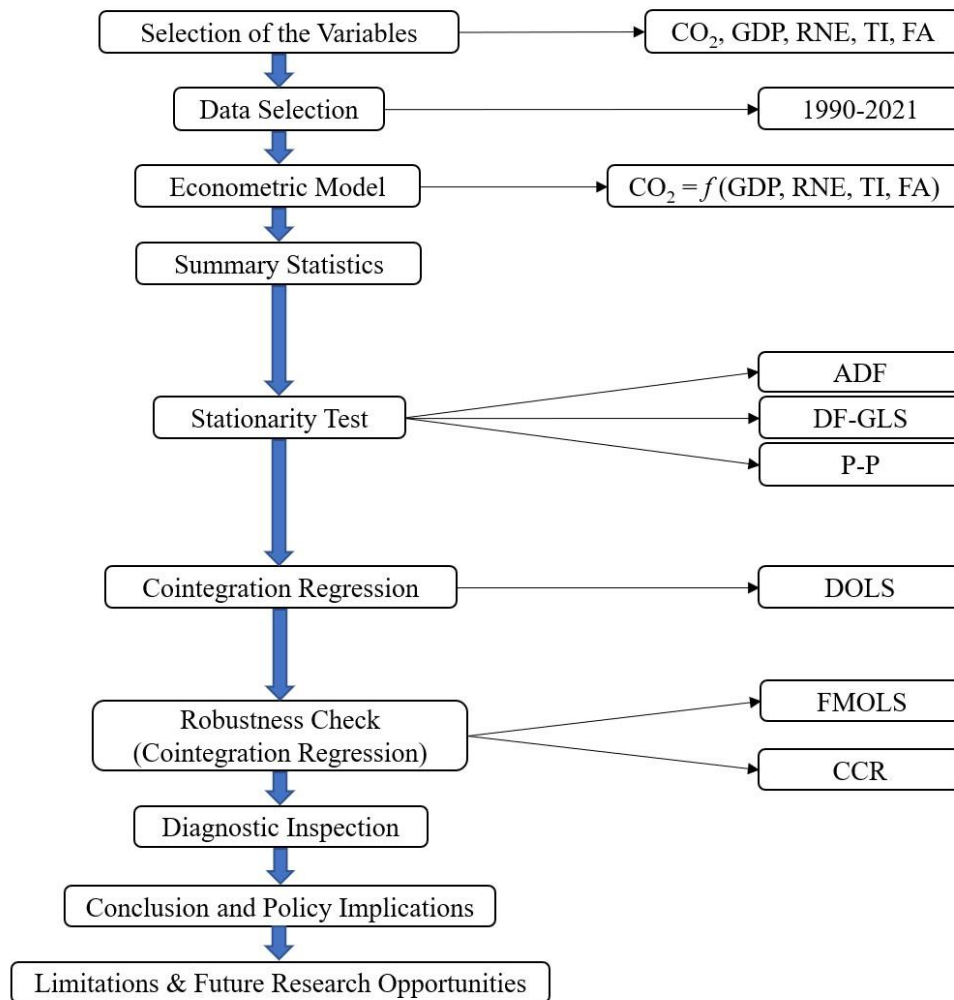 Selection of the Variables
CO₂, GDP, RNE, TI, FA
Data Selection
1990-2021
Econometric Model
CO₂ = f (GDP, RNE, TI, FA)
Summary Statistics
Stationarity Test
ADF
DF-GLS
P-P
Cointegration Regression
DOLS
Robustness Check
(Cointegration Regression)
FMOLS
CCR
Diagnostic Inspection
Conclusion and Policy Implications
Limitations & Future Research Opportunities